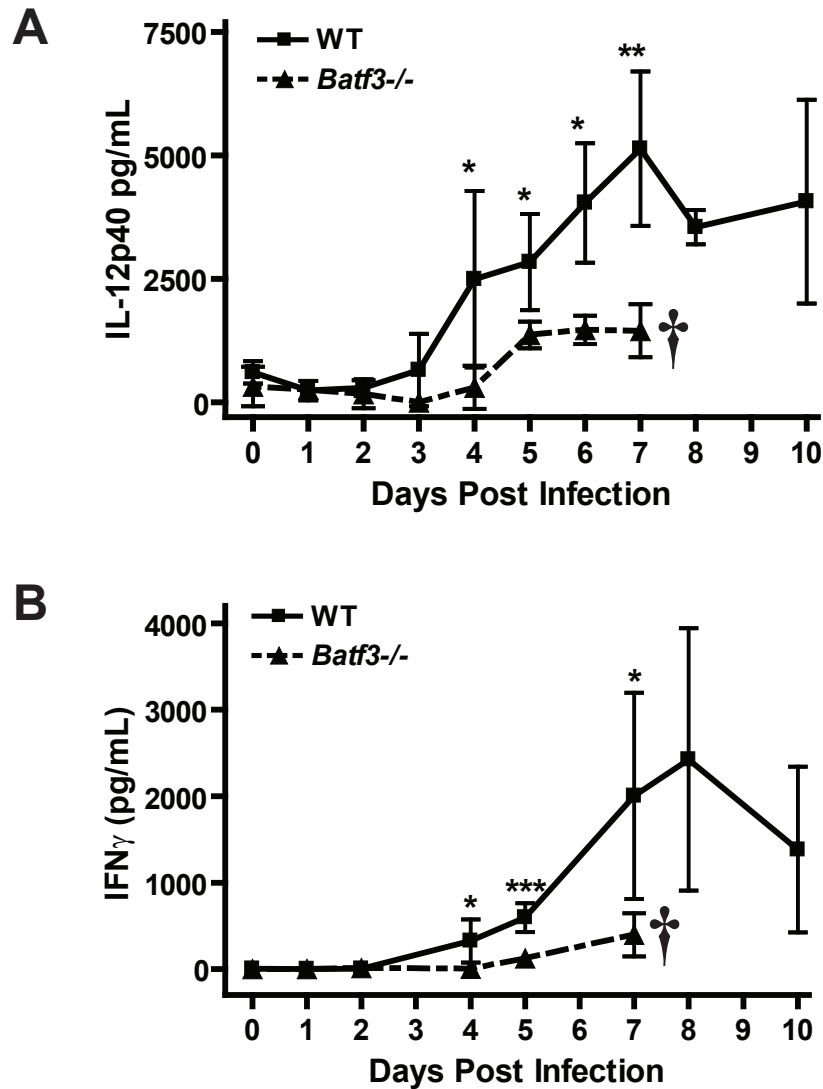 A
7500
5000
2500
0
IL-12p40 pg/mL
WT
Batf3-/-
*
*
*
**
†
0 1 2 3 4 5 6 7 8 9 10
Days Post Infection
B
4000
3000
2000
1000
0
IFNγ (pg/mL)
WT
Batf3-/-
*
***
*
†
0 1 2 3 4 5 6 7 8 9 10
Days Post Infection